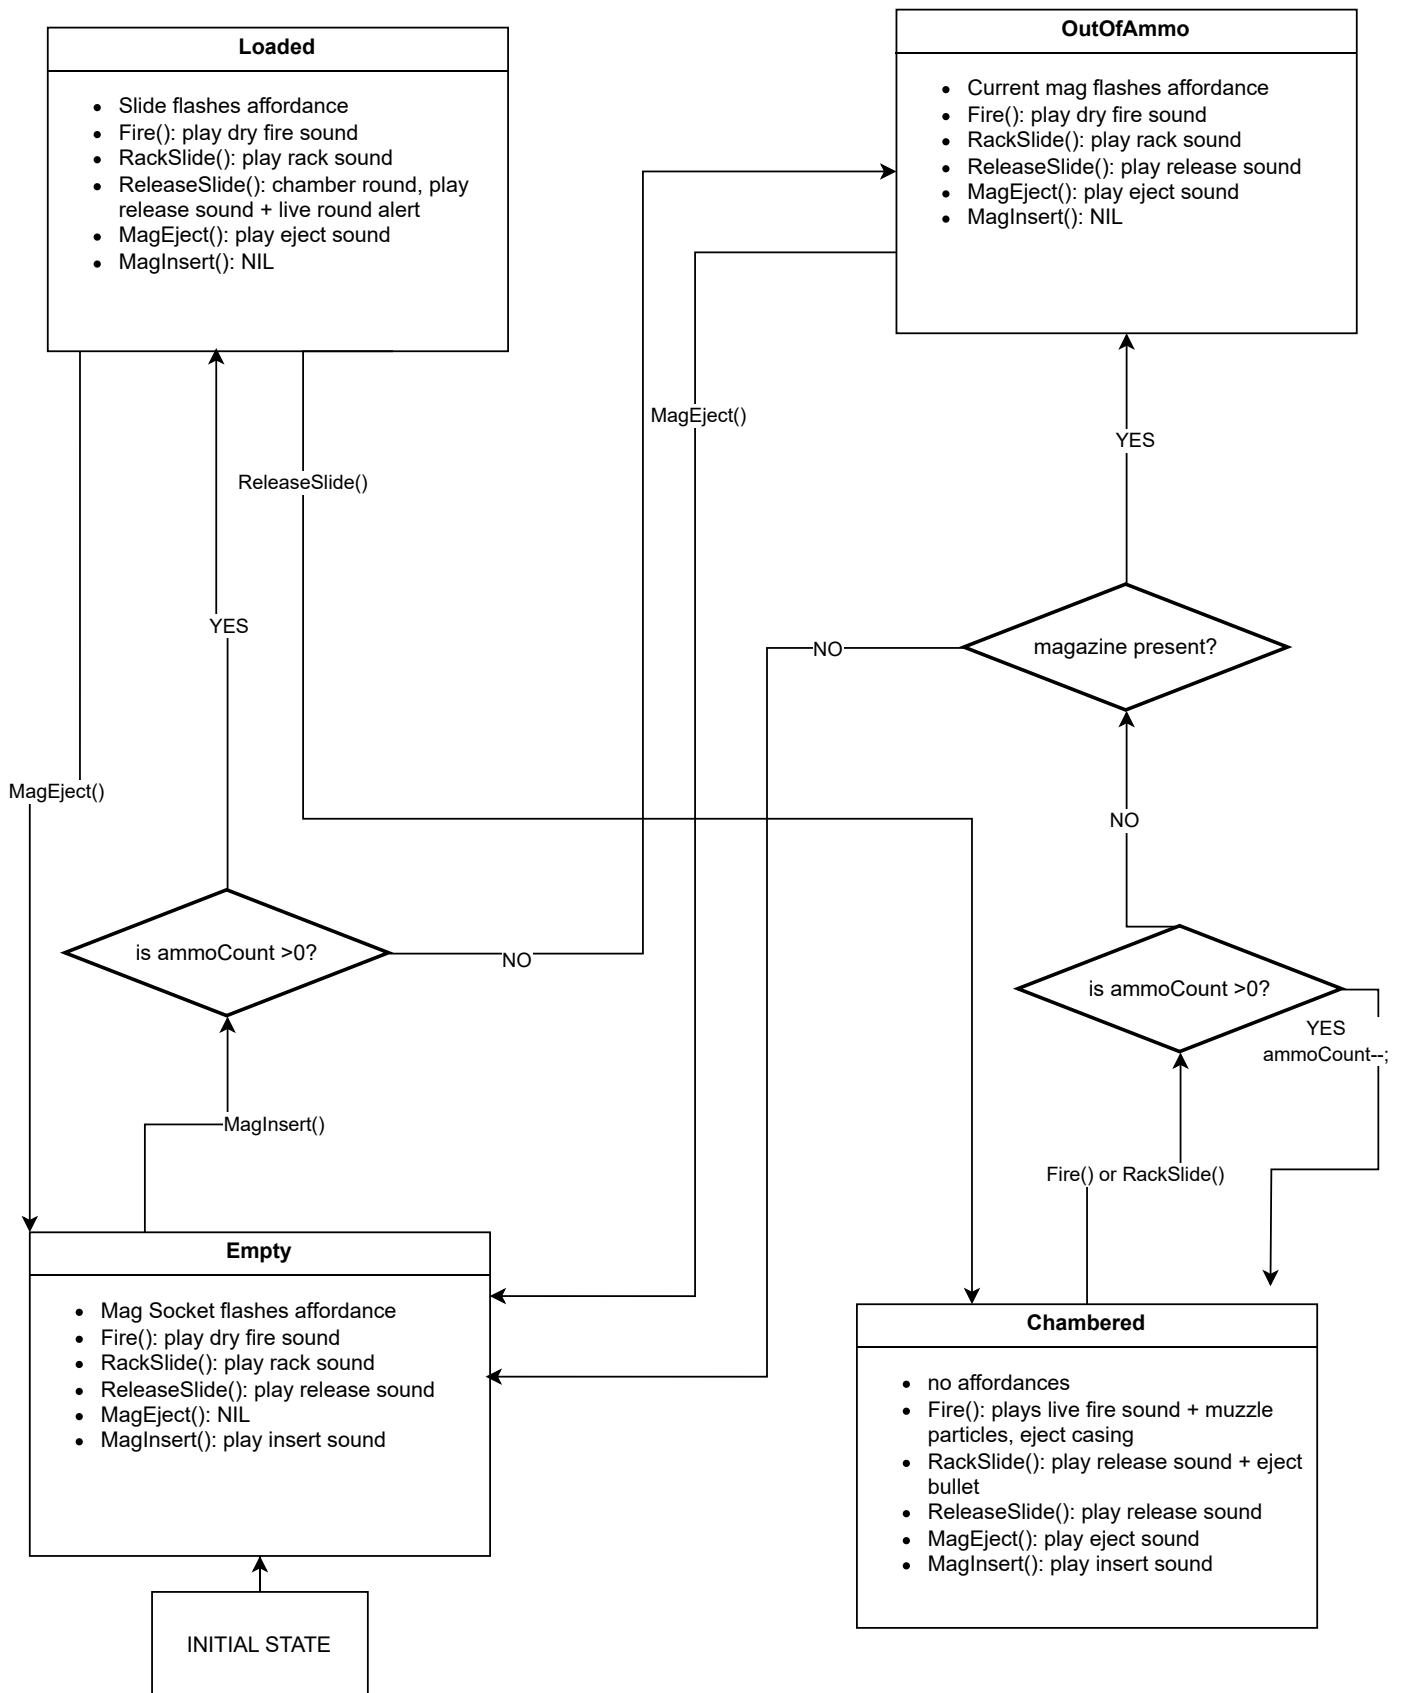 Loaded
Slide flashes affordance
Fire(): play dry fire sound
RackSlide(): play rack sound
ReleaseSlide(): chamber round, play
release sound + live round alert
MagEject(): play eject sound
MagInsert(): NIL
OutOfAmmo
Current mag flashes affordance
Fire(): play dry fire sound
RackSlide(): play rack sound
ReleaseSlide(): play release sound
MagEject(): play eject sound
MagInsert(): NIL
MagEject()
YES
ReleaseSlide()
YES
magazine present?
NO
MagEject()
NO
is ammoCount >0?
NO
is ammoCount >0?
YES
ammoCount--;
MagInsert()
Fire() or RackSlide()
Empty
Mag Socket flashes affordance
Fire(): play dry fire sound
RackSlide(): play rack sound
ReleaseSlide(): play release sound
MagEject(): NIL
MagInsert(): play insert sound
Chambered
no affordances
Fire(): plays live fire sound + muzzle
particles, eject casing
RackSlide(): play release sound + eject
bullet
ReleaseSlide(): play release sound
MagEject(): play eject sound
MagInsert(): play insert sound
INITIAL STATE